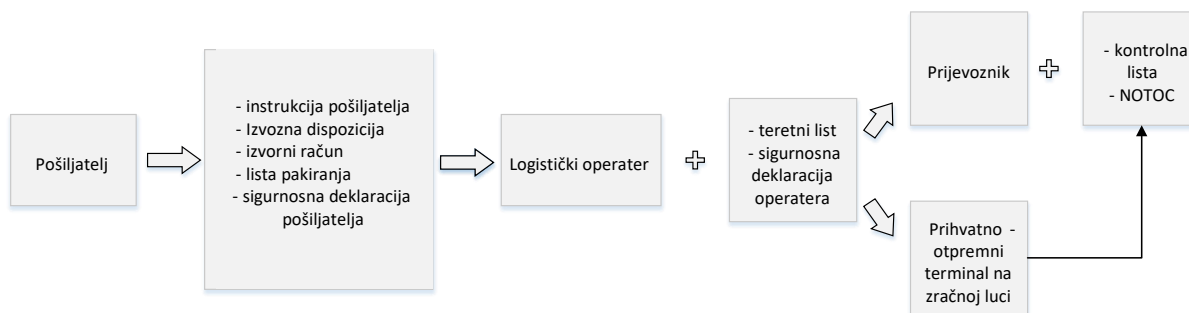 Pošiljatelj
- instrukcija pošiljatelja
- Izvozna dispozicija
- izvorni račun
- lista pakiranja
- sigurnosna deklaracija
pošiljatelja
Logistički operater
- teretni list
- sigurnosna
deklaracija
operatera
Prijevoznik
- kontrolna
lista
- NOTOC
Prihvatno -
otpremni
terminal na
zračnoj luci